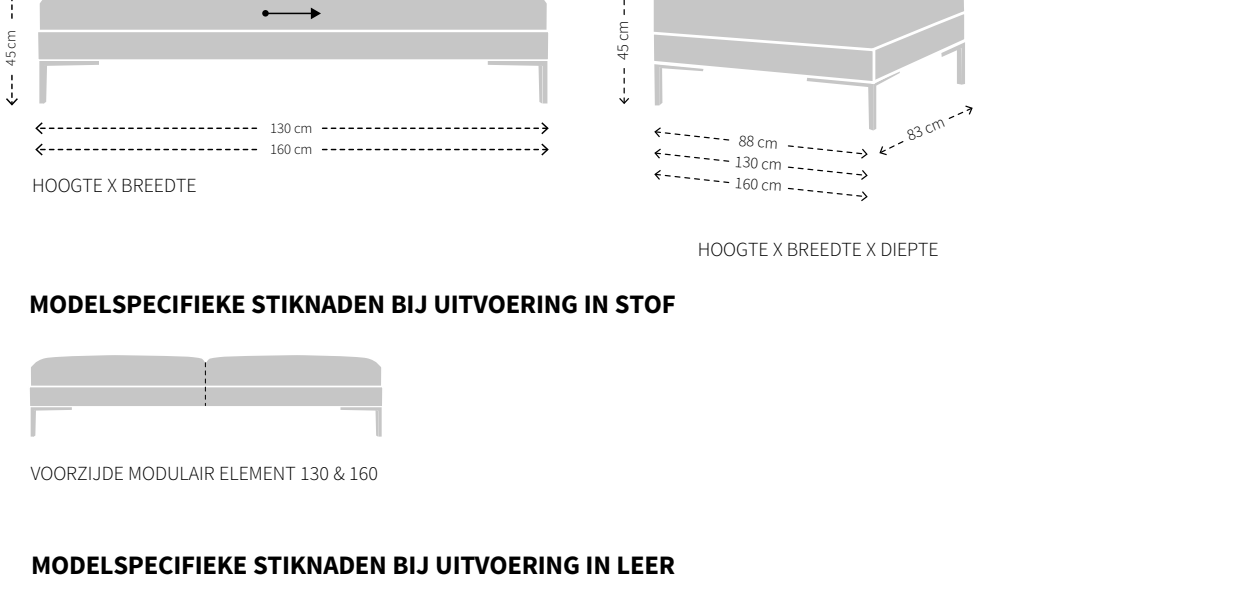 45 cm
130 cm
160 cm
HOOGTE X BREEDTE
45 cm
88 cm
130 cm
160 cm
83 cm
HOOGTE X BREEDTE X DIEPTE
MODELSPECIFIEKE STIKNADEN BIJ UITVOERING IN STOF
VOORZIJDE MODULAIR ELEMENT 130 & 160
MODELSPECIFIEKE STIKNADEN BIJ UITVOERING IN LEER